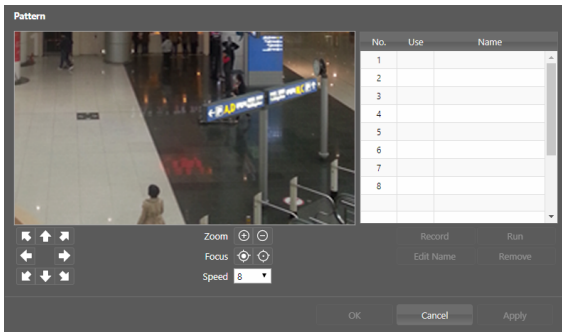 Pattern
No. Use Name
1
2
3
4
5
6
7
8
Zoom
Focus
Speed 8
Record Run
Edit Name Remove
OK Cancel Apply
A,D
B,C